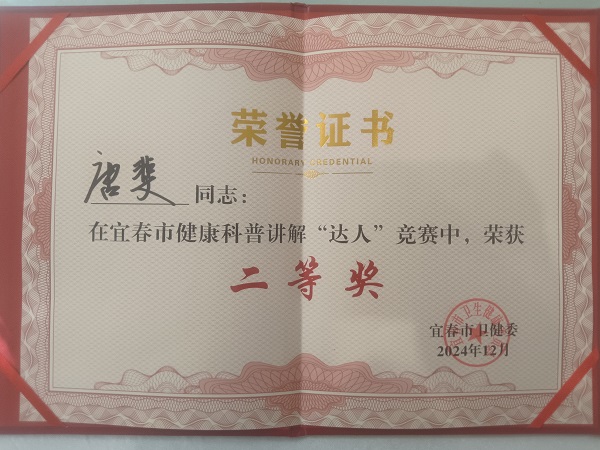 荣誉证书
HONORARY CREDENTIAL
唐斐 同志：
在宜春市健康科普讲解“达人”竞赛中，荣获
二等奖
宜春市卫健委
2024年12月